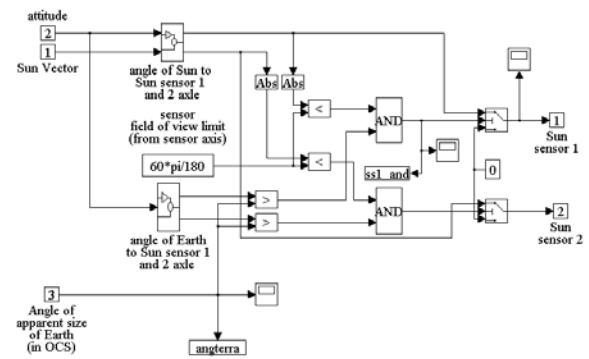 attitude
2
1
Sun Vector
angle of Sun to
Sun sensor 1
and 2 axle
Abs
Abs
sensor
field of view limit
(from sensor axis)
60*pi/180
<
<
AND
ss1_and
1
Sun
sensor 1
0
>
>
AND
2
Sun
sensor 2
angle of Earth
to Sun sensor 1
and 2 axle
3
Angle of
apparent size
of Earth
(in OCS)
angterra